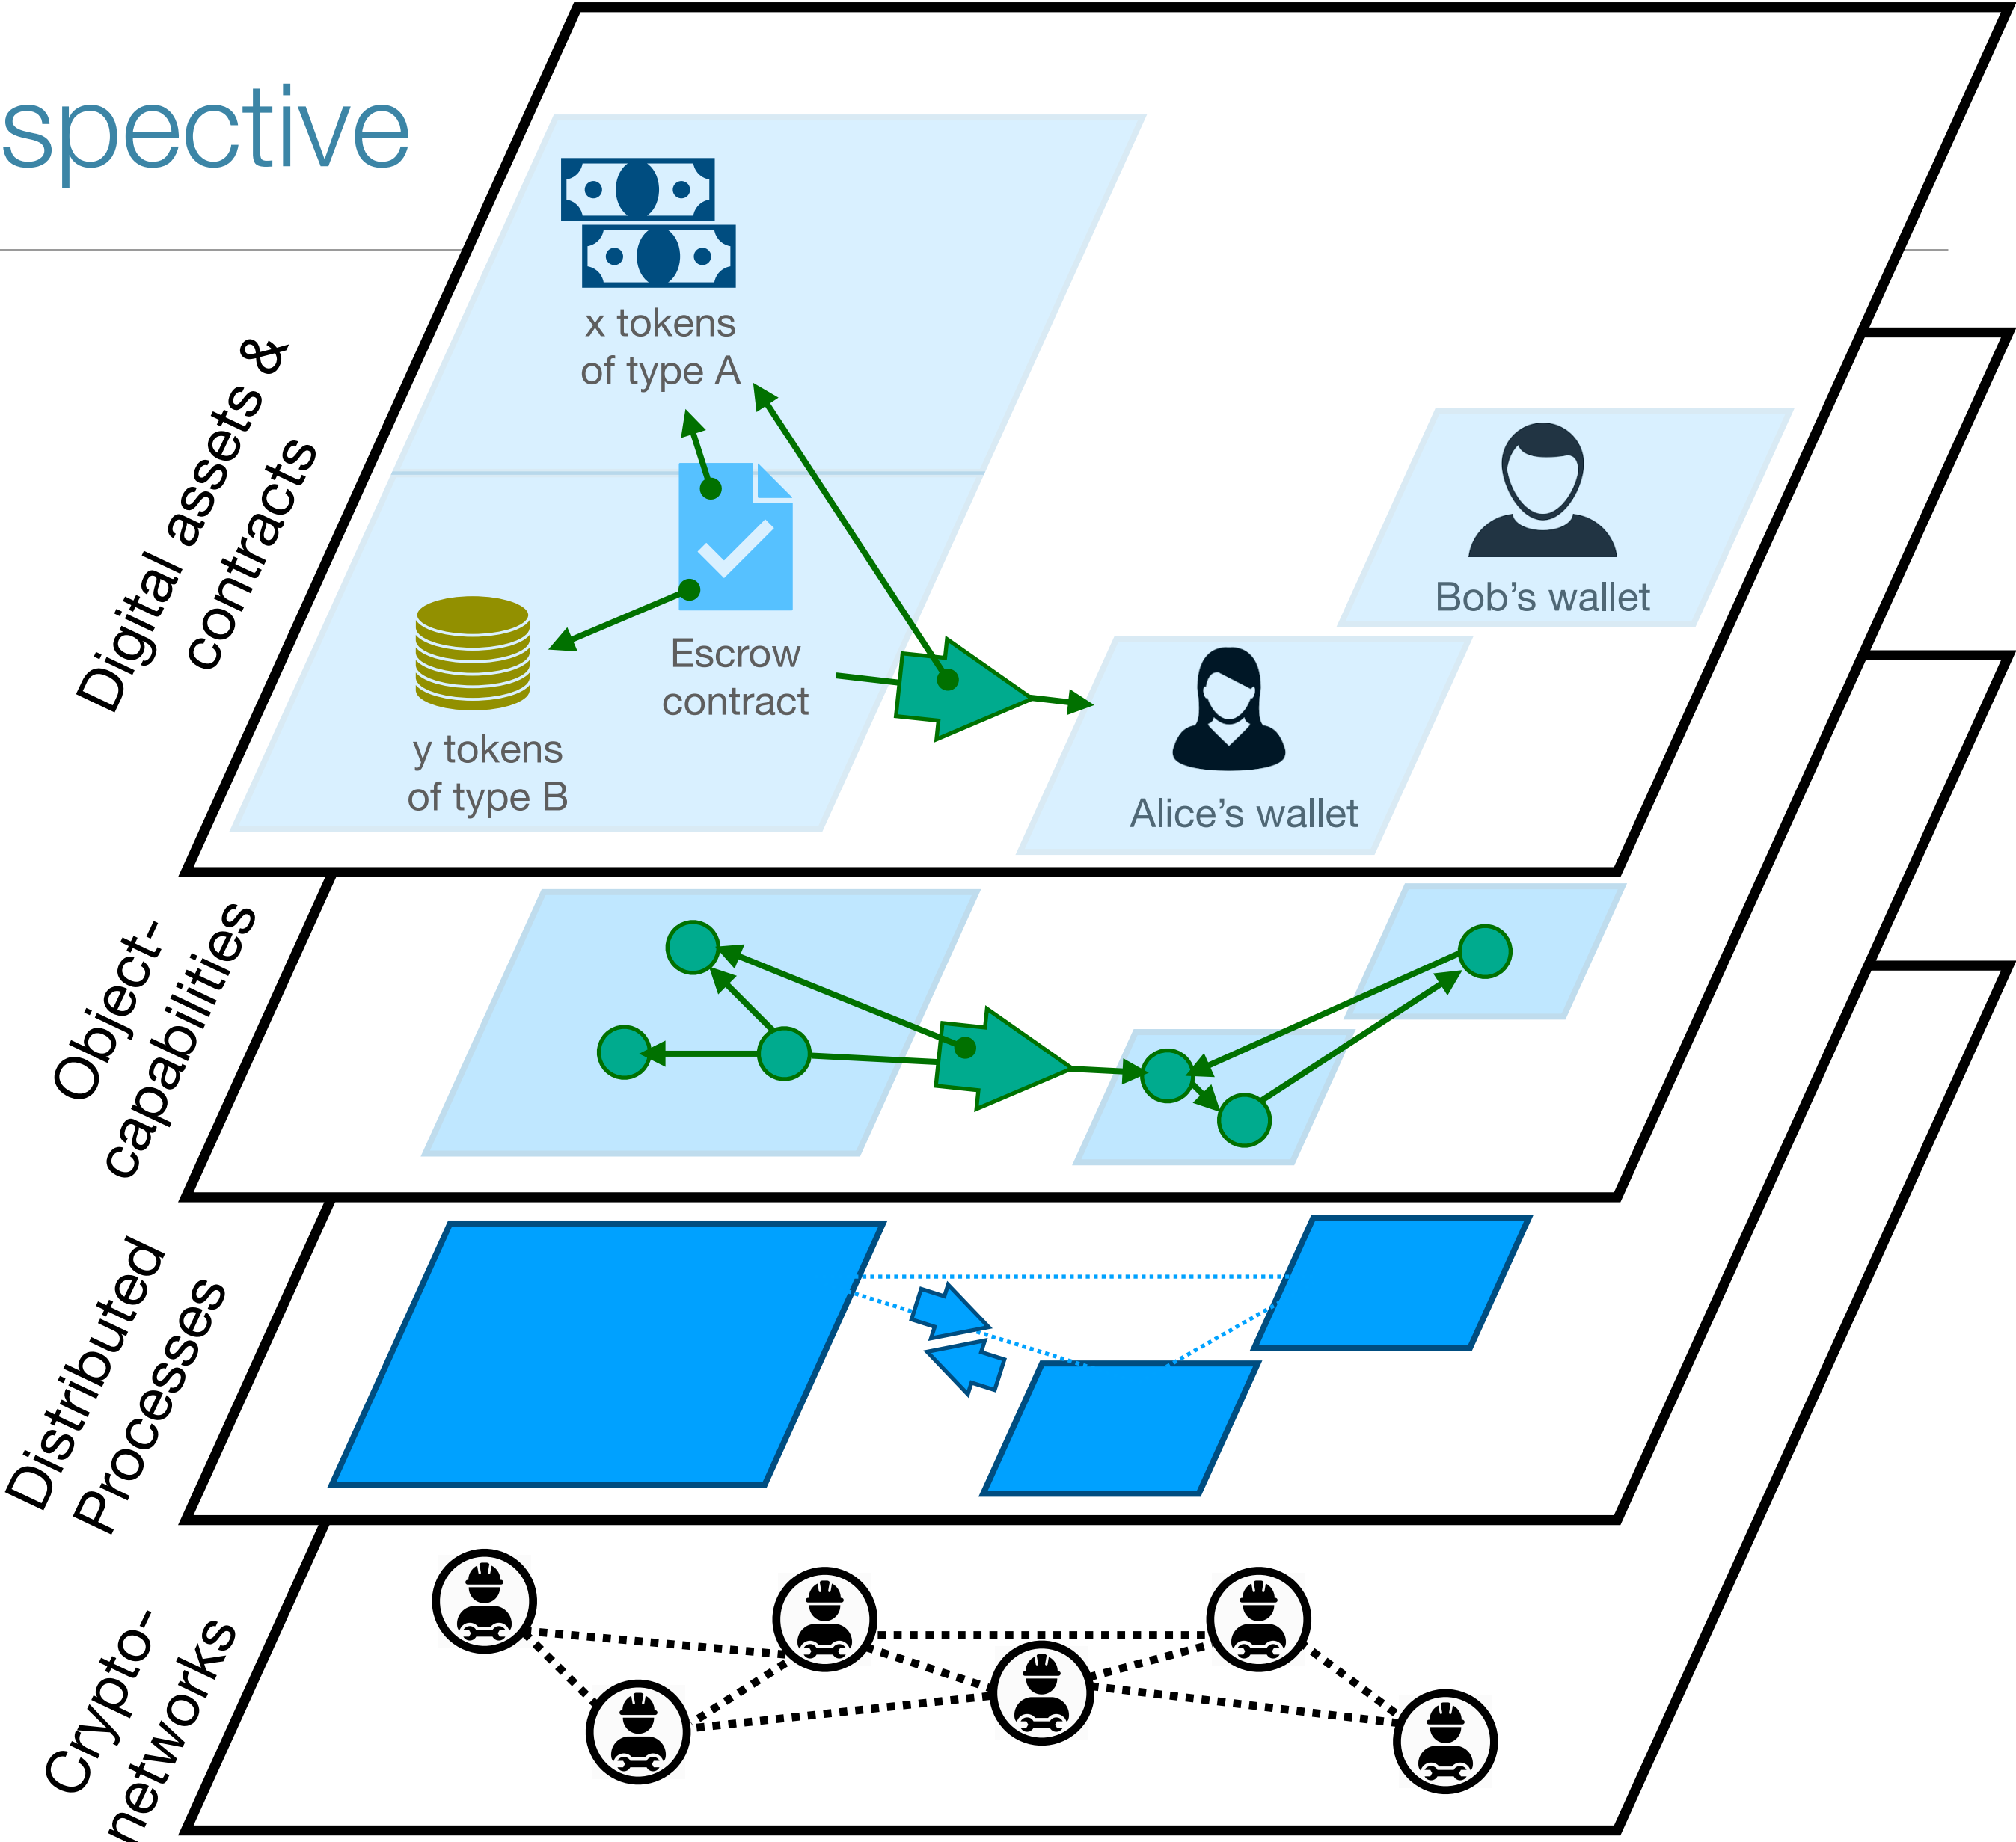 spective
Digital assets &
contracts
x tokens
of type A
Escrow
contract
y tokens
of type B
Bob's wallet
Alice's wallet
Object-
capabilities
Distributed
Processes
Crypto-
networks